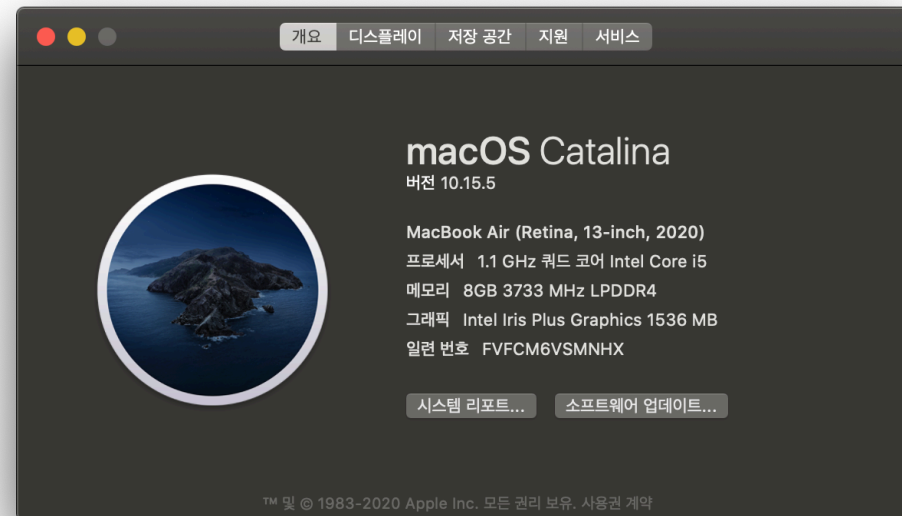 개요 디스플레이 저장 공간 지원 서비스
macOS Catalina
버전 10.15.5
MacBook Air (Retina, 13-inch, 2020)
프로세서 1.1 GHz 쿼드 코어 Intel Core i5
메모리 8GB 3733 MHz LPDDR4
그래픽 Intel Iris Plus Graphics 1536 MB
일련 번호 FVFCM6VSMNHX
시스템 리포트... 소프트웨어 업데이트...
™ 및 © 1983-2020 Apple Inc. 모든 권리 보유. 사용권 계약